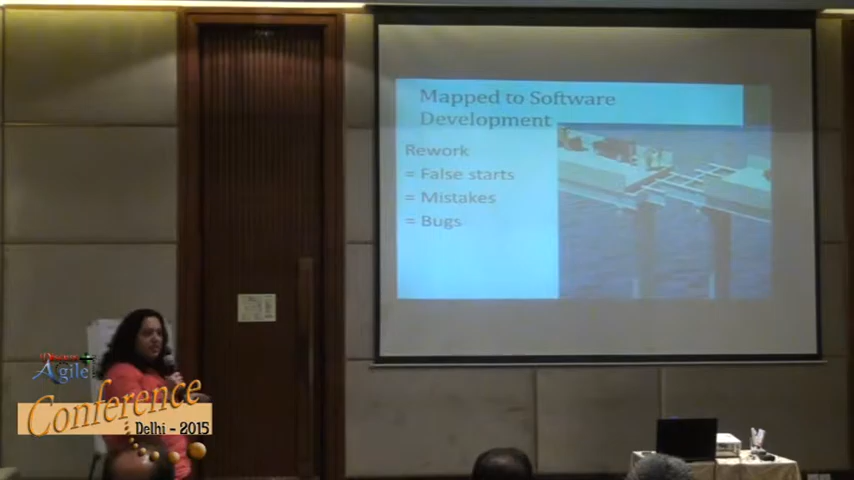 Mapped to Software
Development
Rework
= False starts
= Mistakes
= Bugs
Agile
Conference
Delhi - 2015